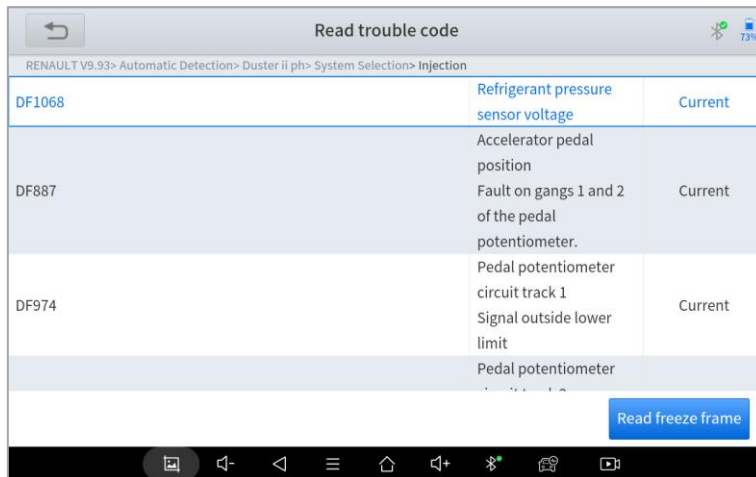 Read trouble code
73%
RENAULT V9.93> Automatic Detection> Duster ii ph> System Selection> Injection
DF1068
Refrigerant pressure
sensor voltage
Current
DF887
Accelerator pedal
position
Fault on gangs 1 and 2
of the pedal
potentiometer.
Current
DF974
Pedal potentiometer
circuit track 1
Signal outside lower
limit
Current
Pedal potentiometer
Read freeze frame